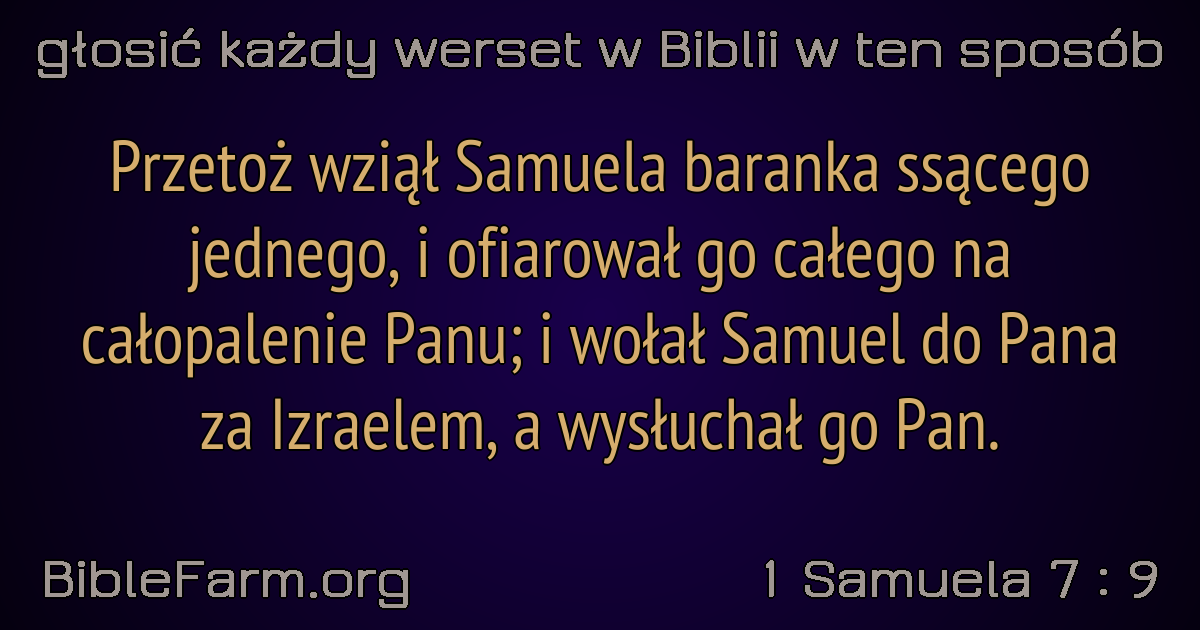 głosić każdy werset w Biblii w ten sposób
Przetoż wziął Samuela baranka ssącego
jednego, i ofiarował go całego na
całopalenie Panu; i wołał Samuel do Pana
za Izraelem, a wysłuchał go Pan.
BibleFarm.org
1 Samuela 7 : 9